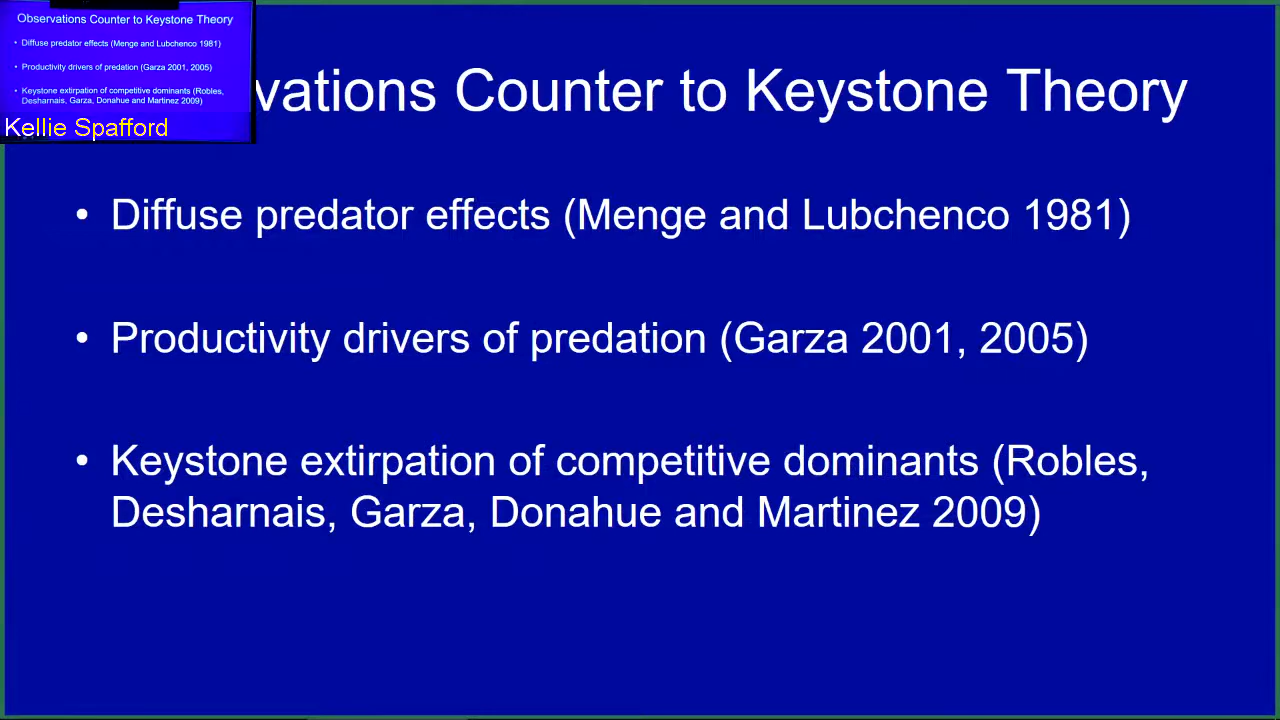 Observations Counter to Keystone Theory
• Diffuse predator effects (Menge and Lubchenco 1981)
• Productivity drivers of predation (Garza 2001, 2005)
• Keystone extirpation of competitive dominants (Robles,
Desharnais, Garza, Donahue and Martinez 2009)
Kellie Spafford
vations Counter to Keystone Theory
• Diffuse predator effects (Menge and Lubchenco 1981)
• Productivity drivers of predation (Garza 2001, 2005)
• Keystone extirpation of competitive dominants (Robles,
Desharnais, Garza, Donahue and Martinez 2009)